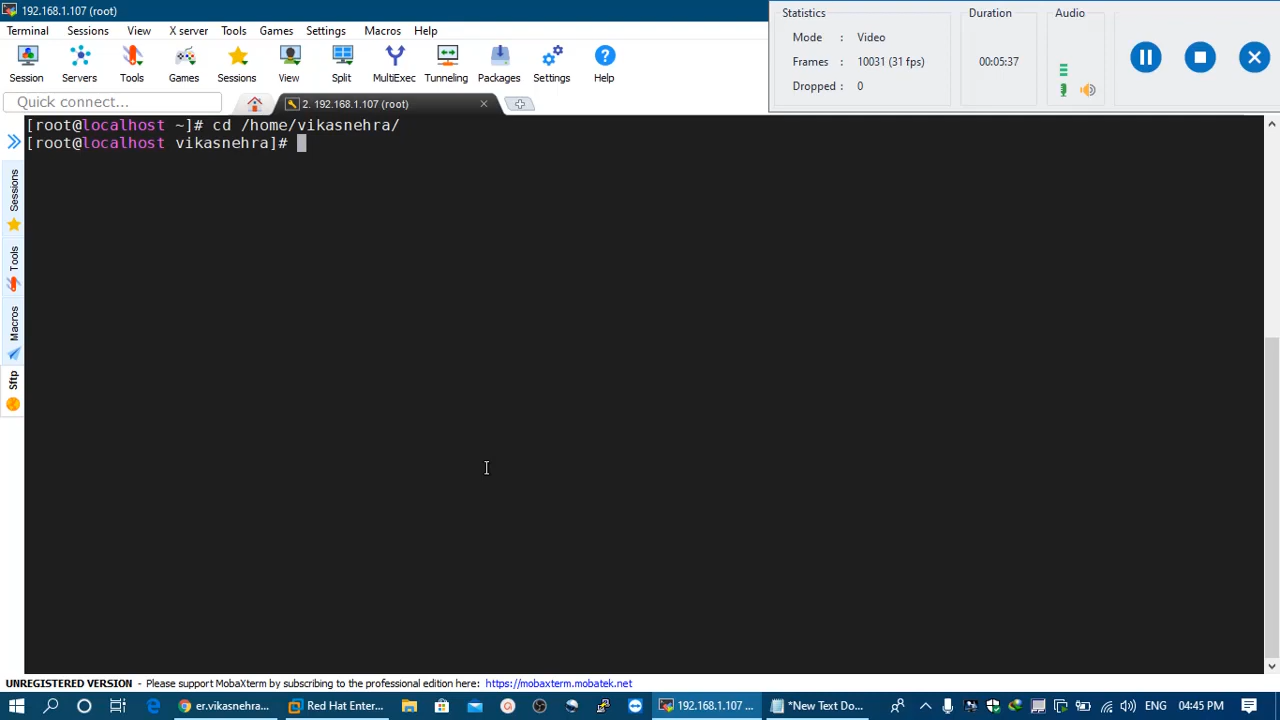 192.168.1.107 (root)
Terminal Sessions View X server Tools Games Settings Macros Help
Session Servers Tools Games Sessions View Split MultiExec Tunneling Packages Settings Help
Quick connect...
2. 192.168.1.107 (root)
Statistics
Mode : Video
Frames : 10031 (31 fps)
Dropped : 0
Duration
00:05:37
Audio
[root@localhost ~]# cd /home/vikasnehra/
[root@localhost vikasnehra]#
Sessions
Tools
Macros
Sftp
UNREGISTERED VERSION - Please support MobaXterm by subscribing to the professional edition here: https://mobaxterm.mobatek.net
er.vikasnehra... Red Hat Enter... 192.168.1.107 ... *New Text Do... ENG 04:45 PM